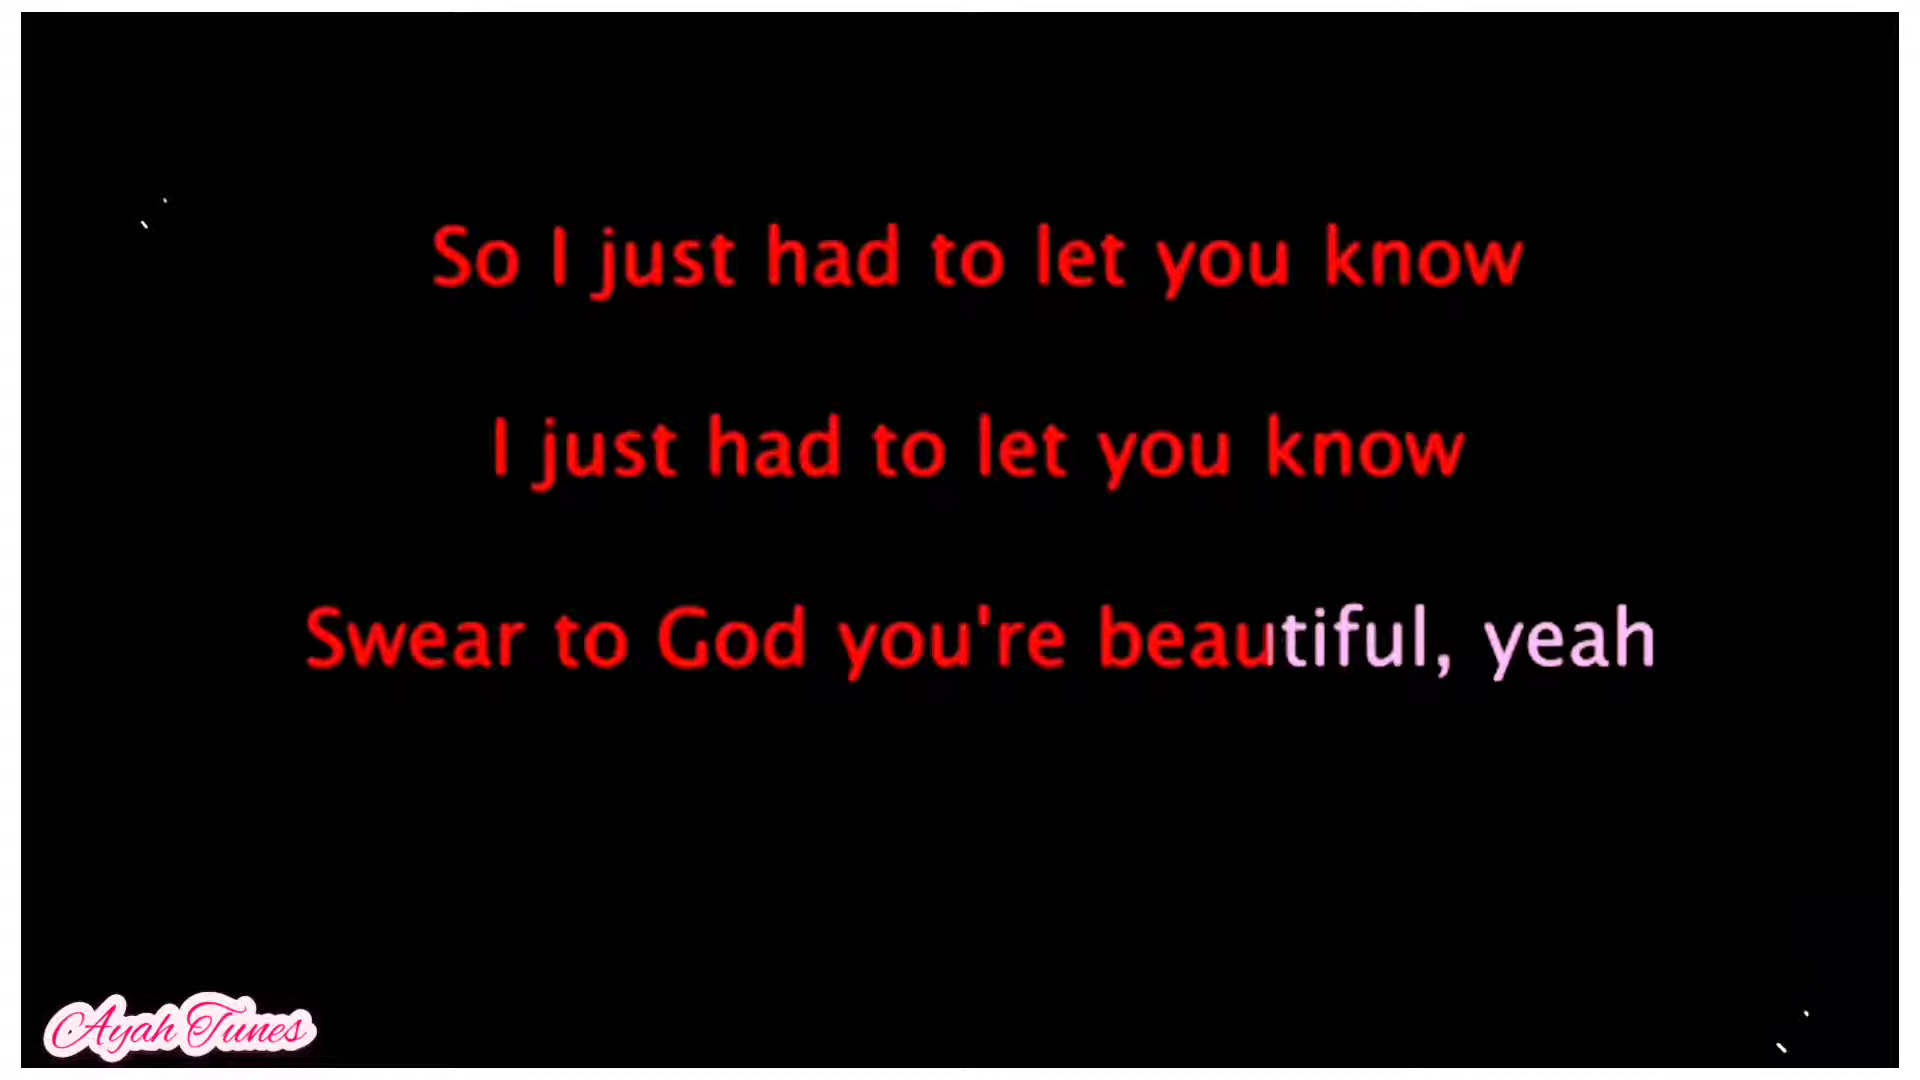 So I just had to let you know
I just had to let you know
Swear to God you're beautiful, yeah
Ayah Tunes